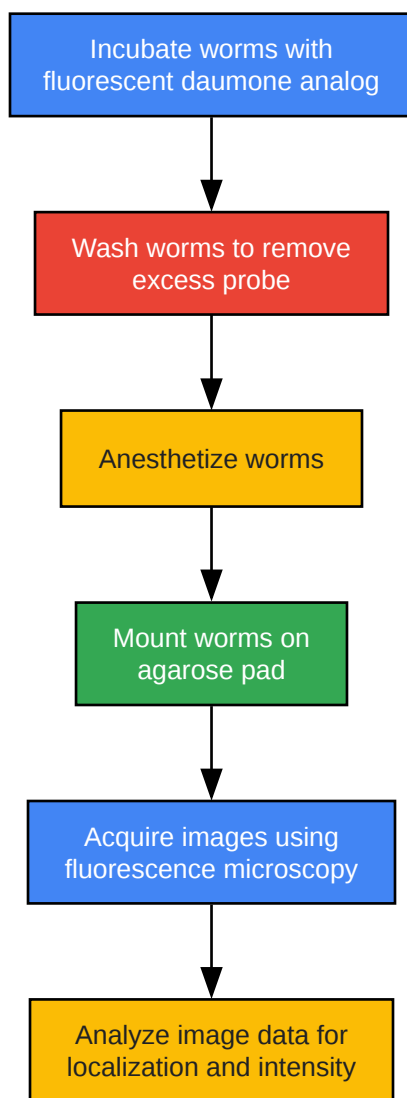 Incubate worms with
fluorescent daumone analog
Wash worms to remove
excess probe
Anesthetize worms
Mount worms on
agarose pad
Acquire images using
fluorescence microscopy
Analyze image data for
localization and intensity